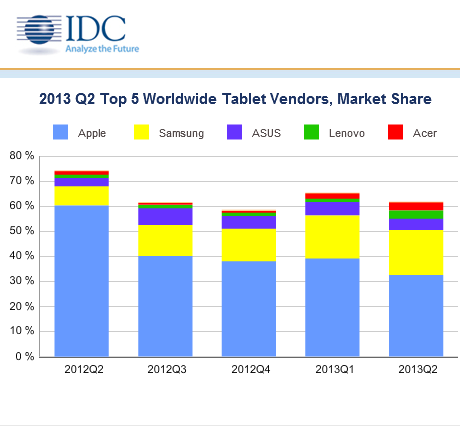 IDC
Analyze the Future
2013 Q2 Top 5 Worldwide Tablet Vendors, Market Share
Apple Samsung ASUS Lenovo Acer
80 %
70 %
60 %
50 %
40 %
30 %
20 %
10 %
0 %
2012Q2 2012Q3 2012Q4 2013Q1 2013Q2